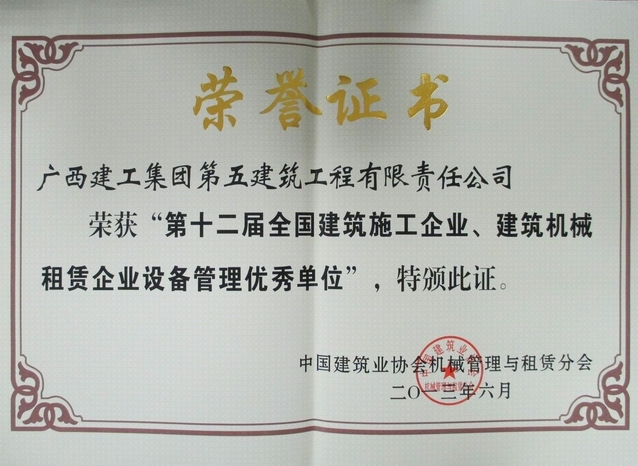 荣誉证书
广西建工集团第五建筑工程有限责任公司
荣获“第十二届全国建筑施工企业、建筑机械
租赁企业设备管理优秀单位”，特颁此证。
中国建筑业协会机械管理与租赁分会
二〇一三年六月